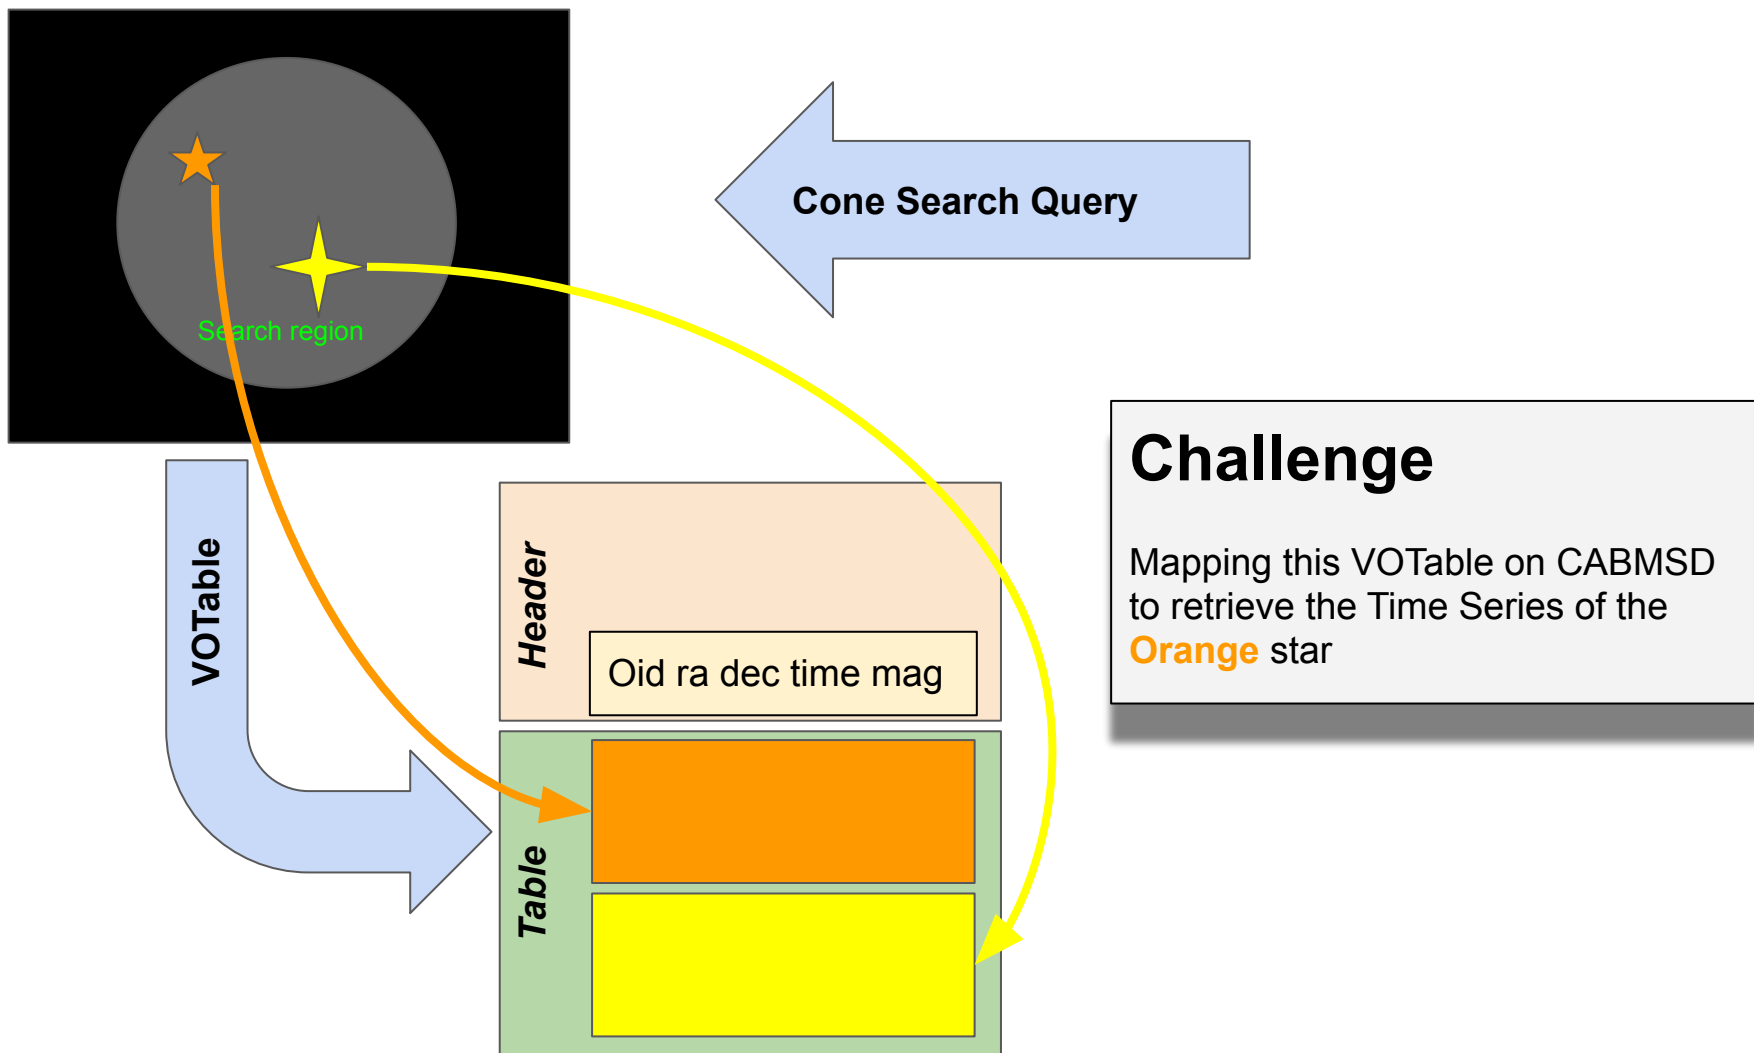 Cone Search Query
Search region
Challenge
Mapping this VOTable on CABMSD
to retrieve the Time Series of the
Orange star
VOTable
Header
Oid ra dec time mag
Table